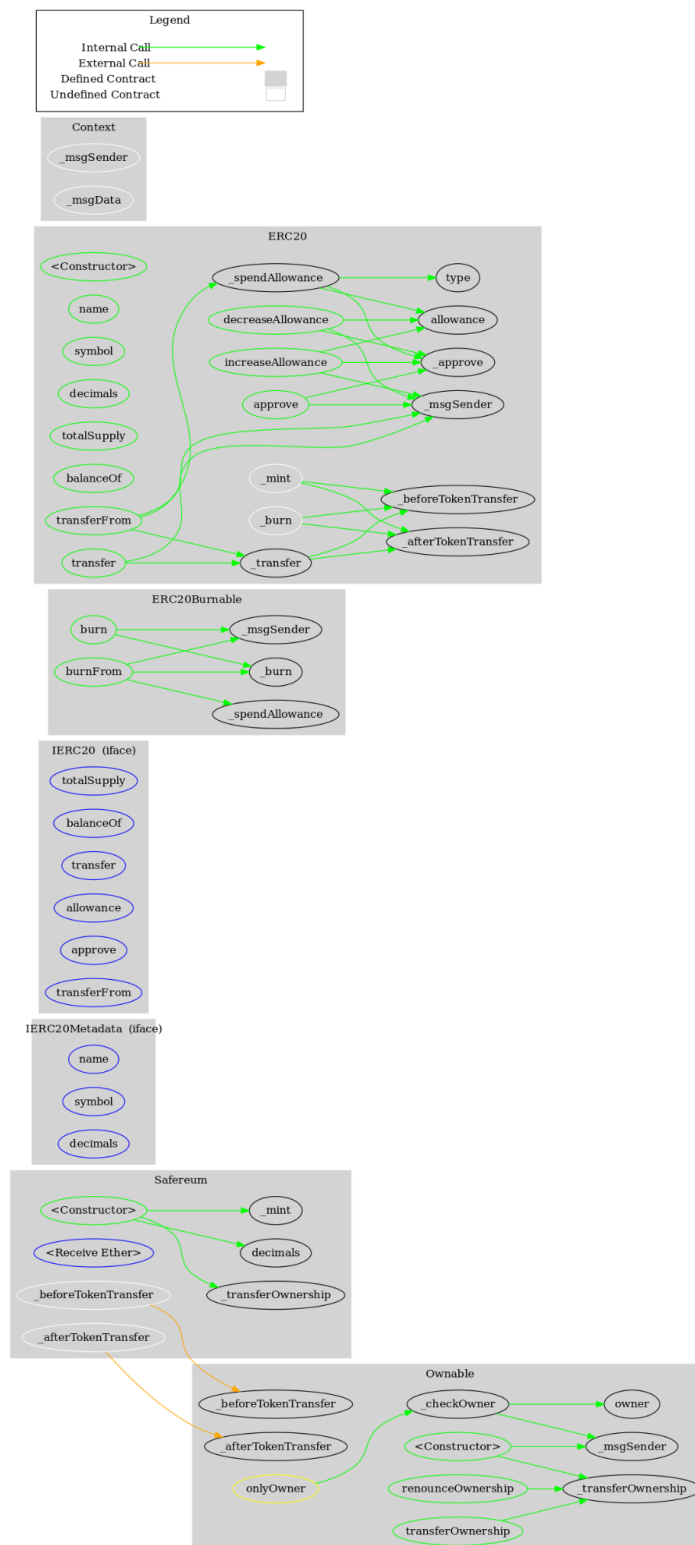 Legend
Internal Call
External Call
Defined Contract
Undefined Contract
Context
_msgSender
_msgData
ERC20
<Constructor>
_spendAllowance
type
name
decreaseAllowance
allowance
symbol
increaseAllowance
_approve
decimals
approve
_msgSender
totalSupply
balanceOf
_mint
_beforeTokenTransfer
transferFrom
_burn
_afterTokenTransfer
transfer
_transfer
ERC20Burnable
burn
_msgSender
burnFrom
_burn
_spendAllowance
IERC20 (iface)
totalSupply
balanceOf
transfer
allowance
approve
transferFrom
IERC20Metadata (iface)
name
symbol
decimals
Safereum
<Constructor>
_mint
<Receive Ether>
decimals
_beforeTokenTransfer
_transferOwnership
_afterTokenTransfer
Ownable
_beforeTokenTransfer
_checkOwner
owner
_afterTokenTransfer
<Constructor>
_msgSender
onlyOwner
renounceOwnership
_transferOwnership
transferOwnership